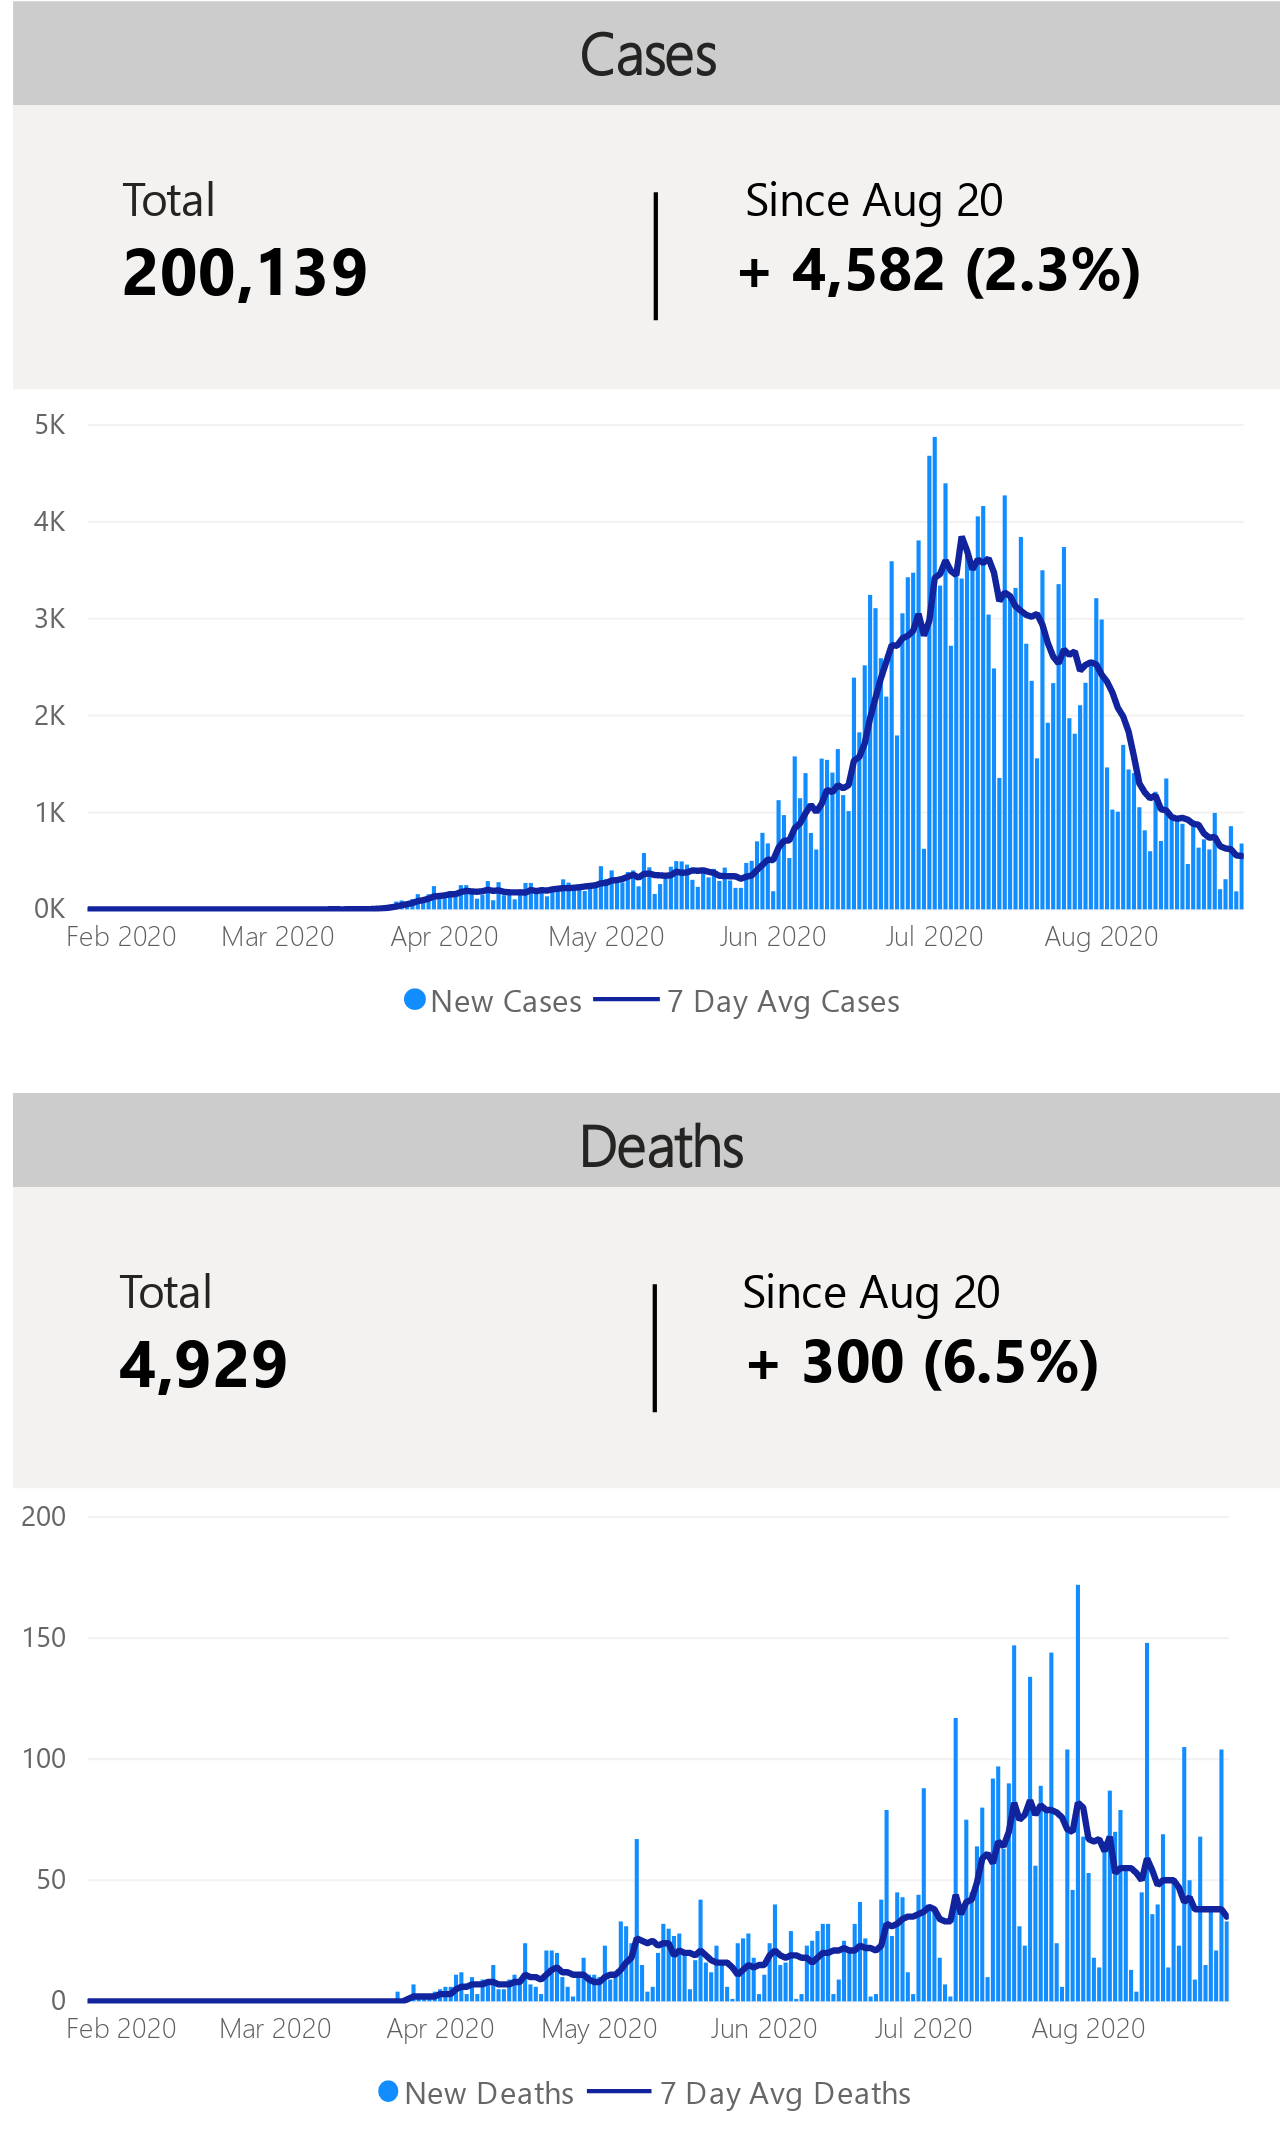 Cases
Total
Since Aug 20
200,139
+ 4,582 (2.3%)
5K
4K
3K
2K
1K
0K
Feb 2020 Mar 2020 Apr 2020 May 2020 Jun 2020 Jul 2020 Aug 2020
New Cases 7 Day Avg Cases
Deaths
Total
Since Aug 20
4,929
+ 300 (6.5%)
200
150
100
50
0
Feb 2020 Mar 2020 Apr 2020 May 2020 Jun 2020 Jul 2020 Aug 2020
New Deaths 7 Day Avg Deaths